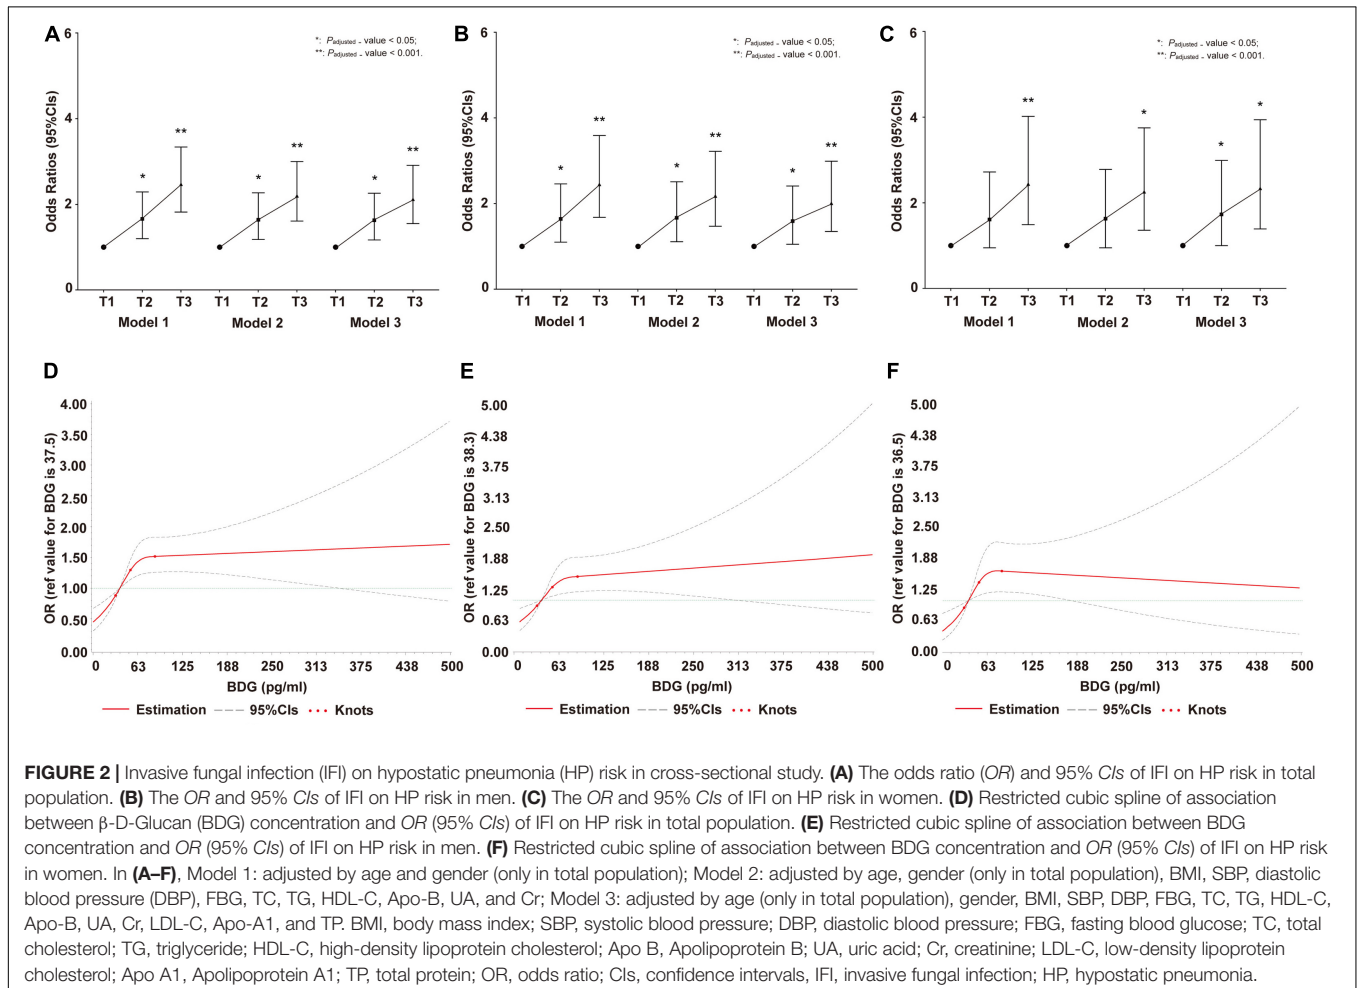 A
*: Padjusted - value < 0.05;
**: Padjusted - value < 0.001.
Odds Ratios (95%CIs)
6
4
2
0
* ** * ** * **
T1 T2 T3 T1 T2 T3 T1 T2 T3
Model 1 Model 2 Model 3
B
*: Padjusted - value < 0.05;
**: Padjusted - value < 0.001.
Odds Ratios (95%CIs)
6
4
2
0
* ** * ** * **
T1 T2 T3 T1 T2 T3 T1 T2 T3
Model 1 Model 2 Model 3
C
*: Padjusted - value < 0.05;
**: Padjusted - value < 0.001.
Odds Ratios (95%CIs)
6
4
2
0
** * * *
T1 T2 T3 T1 T2 T3 T1 T2 T3
Model 1 Model 2 Model 3
D
OR (ref value for BDG is 37.5)
4.00
3.50
3.00
2.50
2.00
1.50
1.00
0.50
0.00
0 63 125 188 250 313 375 438 500
BDG (pg/ml)
Estimation 95%CIs Knots
E
OR (ref value for BDG is 38.3)
5.00
4.38
3.75
3.13
2.50
1.88
1.25
0.63
0.00
0 63 125 188 250 313 375 438 500
BDG (pg/ml)
Estimation 95%CIs Knots
F
OR (ref value for BDG is 36.5)
5.00
4.38
3.75
3.13
2.50
1.88
1.25
0.63
0.00
0 63 125 188 250 313 375 438 500
BDG (pg/ml)
Estimation 95%CIs Knots
FIGURE 2 | Invasive fungal infection (IFI) on hypostatic pneumonia (HP) risk in cross-sectional study. (A) The odds ratio (OR) and 95% CIs of IFI on HP risk in total
population. (B) The OR and 95% CIs of IFI on HP risk in men. (C) The OR and 95% CIs of IFI on HP risk in women. (D) Restricted cubic spline of association
between β-D-Glucan (BDG) concentration and OR (95% CIs) of IFI on HP risk in total population. (E) Restricted cubic spline of association between BDG
concentration and OR (95% CIs) of IFI on HP risk in men. (F) Restricted cubic spline of association between BDG concentration and OR (95% CIs) of IFI on HP risk
in women. In (A–F), Model 1: adjusted by age and gender (only in total population); Model 2: adjusted by age, gender (only in total population), BMI, SBP, diastolic
blood pressure (DBP), FBG, TC, TG, HDL-C, Apo-B, UA, and Cr; Model 3: adjusted by age (only in total population), gender, BMI, SBP, DBP, FBG, TC, TG, HDL-C,
Apo-B, UA, Cr, LDL-C, Apo-A1, and TP. BMI, body mass index; SBP, systolic blood pressure; DBP, diastolic blood pressure; FBG, fasting blood glucose; TC, total
cholesterol; TG, triglyceride; HDL-C, high-density lipoprotein cholesterol; Apo B, Apolipoprotein B; UA, uric acid; Cr, creatinine; LDL-C, low-density lipoprotein
cholesterol; Apo A1, Apolipoprotein A1; TP, total protein; OR, odds ratio; CIs, confidence intervals, IFI, invasive fungal infection; HP, hypostatic pneumonia.